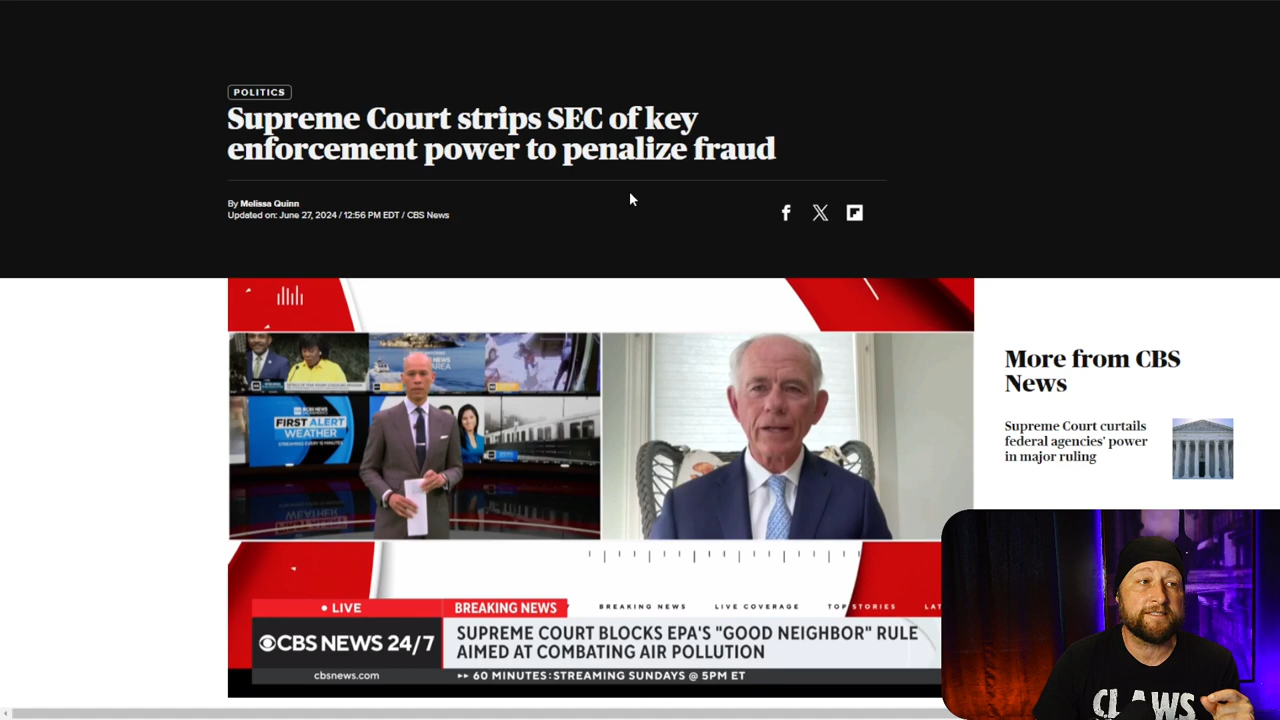 POLITICS
Supreme Court strips SEC of key
enforcement power to penalize fraud
By Melissa Quinn
Updated on: June 27, 2024 / 12:56 PM EDT / CBS News
More from CBS
News
Supreme Court curtails
federal agencies' power
in major ruling
FIRST ALERT
WEATHER
BREAKING NEWS LIVE COVERAGE TOP STORIES
LIVE BREAKING NEWS
CBS NEWS 24/7
SUPREME COURT BLOCKS EPA'S "GOOD NEIGHBOR" RULE
AIMED AT COMBATING AIR POLLUTION
cbsnews.com
60 MINUTES: STREAMING SUNDAYS @ 5PM ET
CLAWS